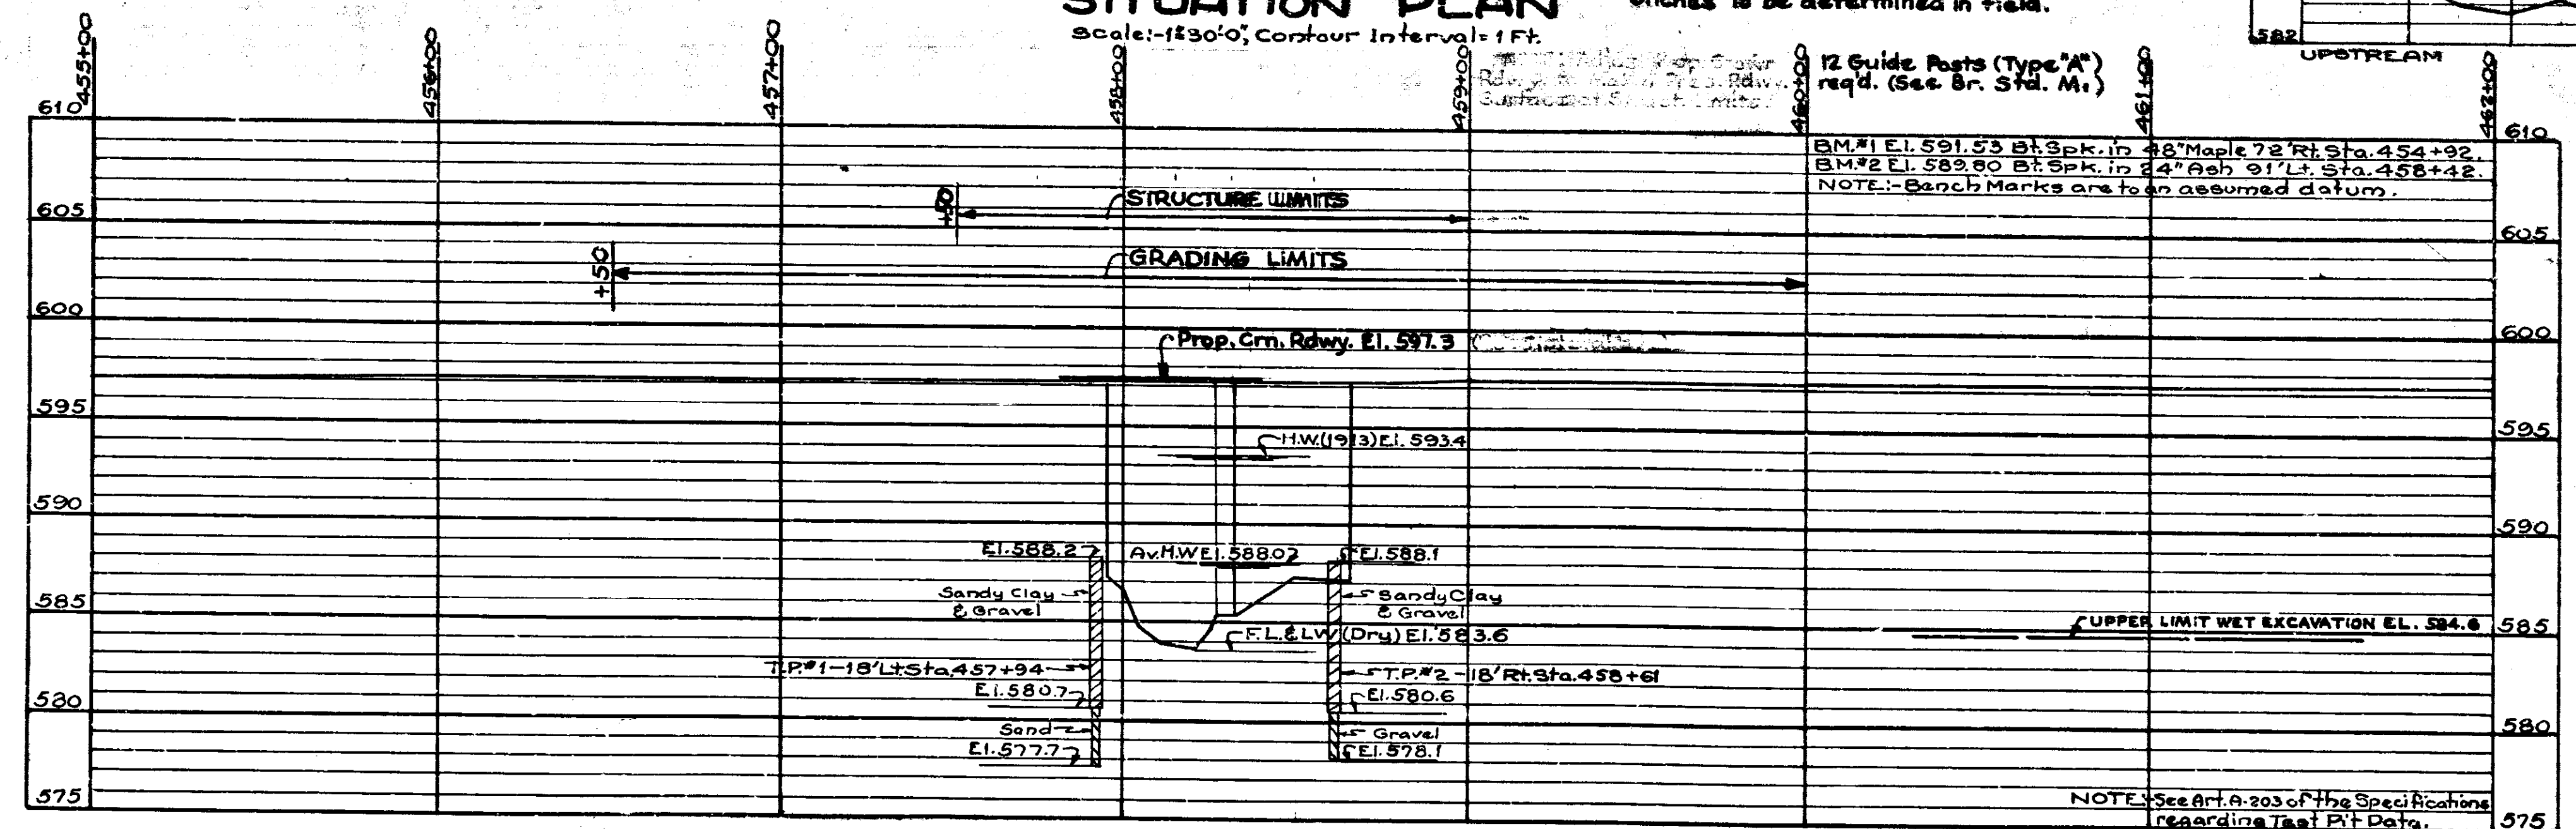 SITUATION PLAN
Scale:-1"=30'-0", Contour Interval= 1 Ft.
to be determined in field.
582
UPSTREAM
455+00
456+00
457+00
458+00
459+00
460+00
461+00
462+00
12 Guide Posts (Type "A")
req'd. (See Br. Std. M1)
610
610
B.M.#1 El. 591.53 Bt. Spk. in 48" Maple 72' Rt. Sta. 454+92.
B.M.#2 El. 589.80 Bt. Spk. in 24" Ash 91' Lt. Sta. 458+42.
NOTE:-Bench Marks are to an assumed datum.
+50
STRUCTURE LIMITS
605
605
+50
GRADING LIMITS
600
600
Prop. Crn. Rdwy. El. 597.3
595
595
H.W.(1913) El. 593.4
590
590
El. 588.2
Av. H.W El. 588.0
El. 588.1
Sandy Clay
& Gravel
Sandy Clay
& Gravel
585
585
UPPER LIMIT WET EXCAVATION EL. 584.6
F.L. & L.W (Dry) El. 583.6
T.P.#1-18' Lt. Sta. 457+94
T.P.#2-18' Rt. Sta. 458+61
El. 580.7
El. 580.6
580
580
Sand
Gravel
El. 577.7
El. 578.1
575
575
NOTE:-See Art. A-203 of the Specifications
regarding Test Pit Data.